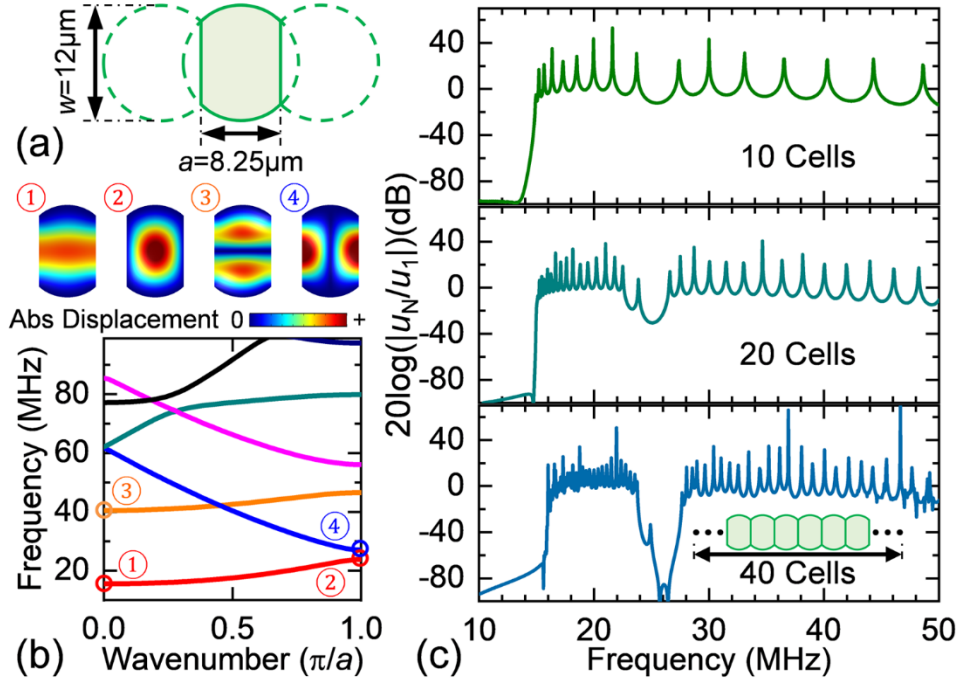 w=12μm
a=8.25μm
(a)
1 2 3 4
Abs Displacement 0 +
Frequency (MHz)
80
60
40
20
3
4
1
2
0.0 0.5 1.0
Wavenumber (π/a)
(b)
20log(|uN/u1|)(dB)
40
0
-40
-80
10 Cells
40
0
-40
-80
20 Cells
40
0
-40
-80
40 Cells
10 20 30 40 50
Frequency (MHz)
(c)